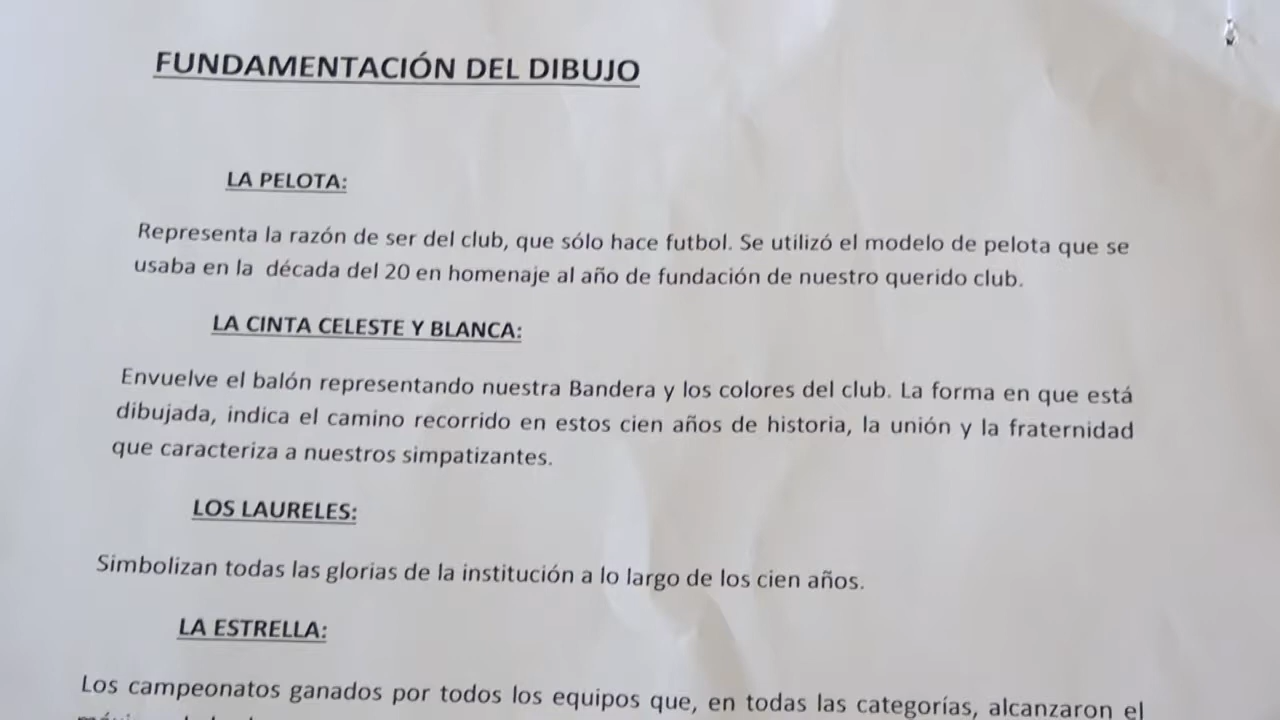 FUNDAMENTACIÓN DEL DIBUJO
LA PELOTA:
Representa la razón de ser del club, que sólo hace futbol. Se utilizó el modelo de pelota que se
usaba en la década del 20 en homenaje al año de fundación de nuestro querido club.
LA CINTA CELESTE Y BLANCA:
Envuelve el balón representando nuestra Bandera y los colores del club. La forma en que está
dibujada, indica el camino recorrido en estos cien años de historia, la unión y la fraternidad
que caracteriza a nuestros simpatizantes.
LOS LAURELES:
Simbolizan todas las glorias de la institución a lo largo de los cien años.
LA ESTRELLA:
Los campeonatos ganados por todos los equipos que, en todas las categorías, alcanzaron el